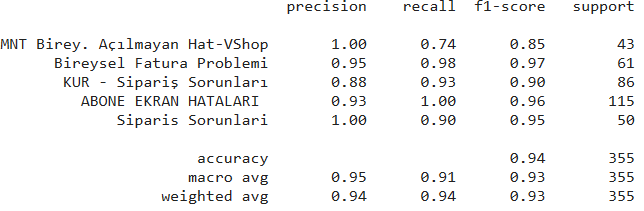 precision recall f1-score support
MNT Birey. Açılmayan Hat-VShop 1.00 0.74 0.85 43
Bireysel Fatura Problemi 0.95 0.98 0.97 61
KUR - Sipariş Sorunları 0.88 0.93 0.90 86
ABONE EKRAN HATALARI 0.93 1.00 0.96 115
Siparis Sorunlari 1.00 0.90 0.95 50
accuracy 0.94 355
macro avg 0.95 0.91 0.93 355
weighted avg 0.94 0.94 0.93 355